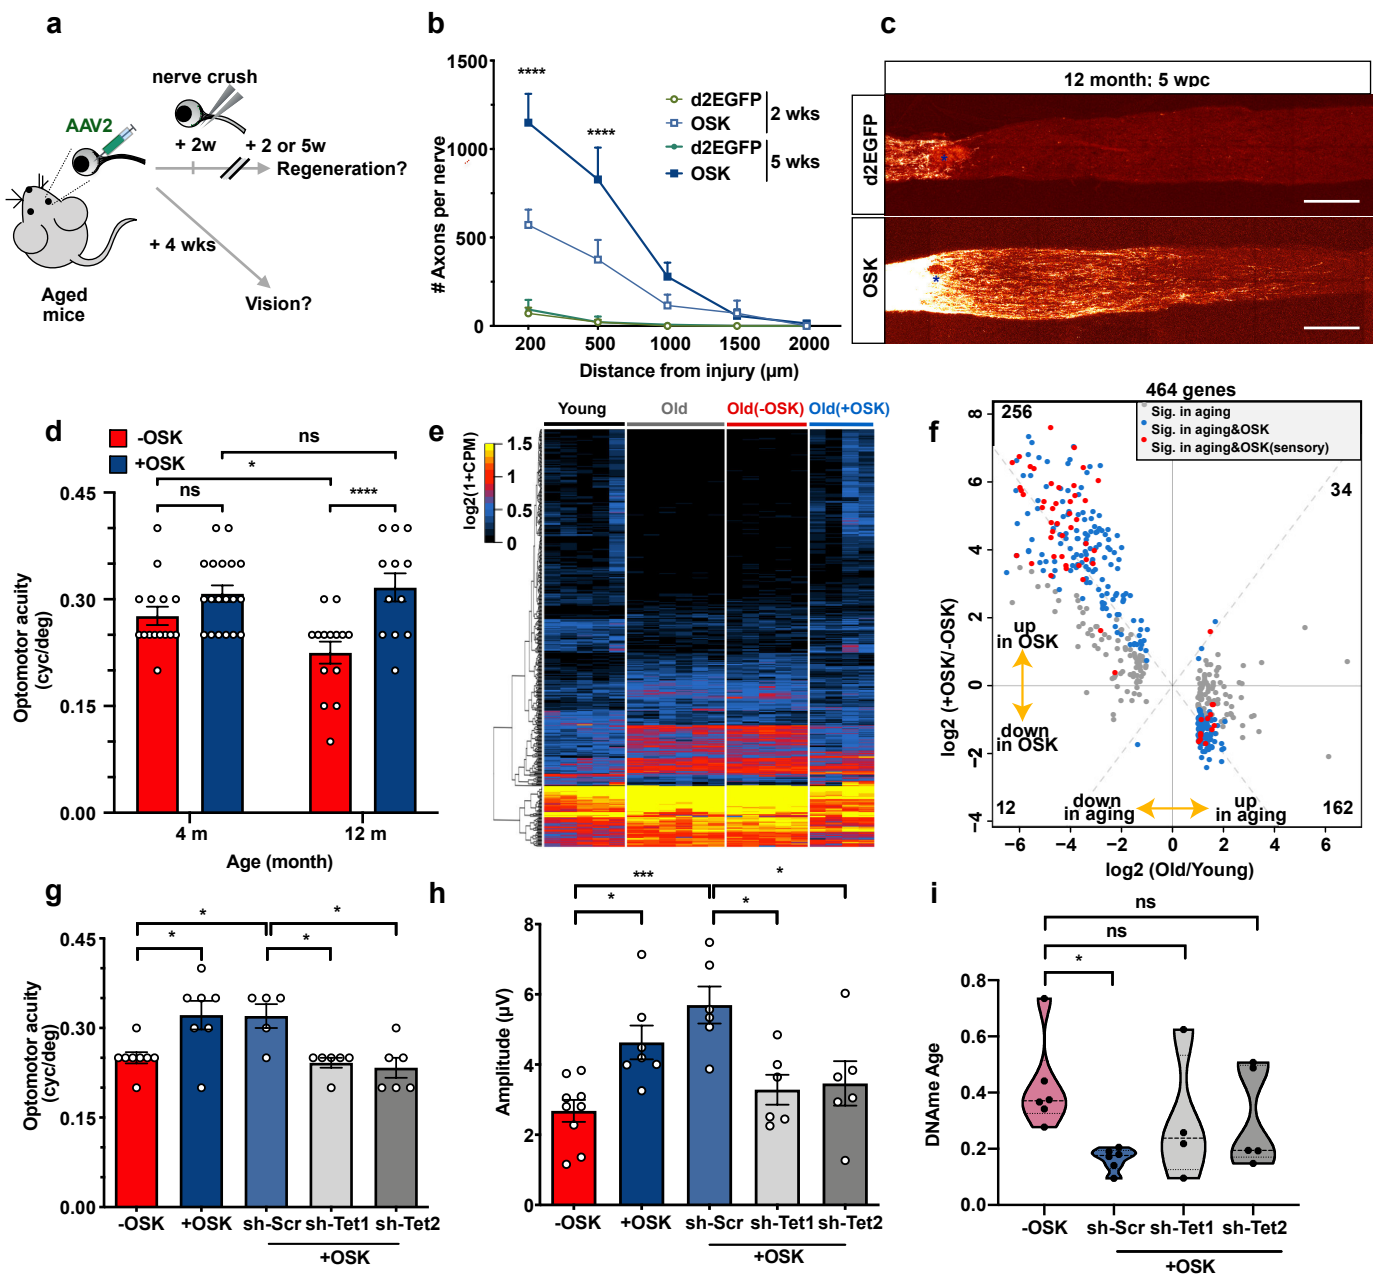 a
nerve crush
AAV2
+ 2w
+ 2 or 5w
Regeneration?
+ 4 wks
Aged
mice
Vision?
b
1500
1000
500
0
# Axons per nerve
****
****
d2EGFP
OSK
2 wks
d2EGFP
OSK
5 wks
200
500
1000
1500
2000
Distance from injury (µm)
c
12 month; 5 wpc
d2EGFP
*
OSK
*
d
-OSK
+OSK
ns
*
ns
****
0.45
0.30
0.15
0.00
Optomotor acuity
(cyc/deg)
4 m
12 m
Age (month)
e
Young
Old
Old(-OSK)
Old(+OSK)
log2(1+CPM)
1.5
1
0.5
0
f
464 genes
Sig. in aging
Sig. in aging&OSK
Sig. in aging&OSK(sensory)
256
34
12
162
up
in OSK
down
in OSK
down
in aging
up
in aging
8
6
4
2
0
−2
−4
log2 (+OSK/-OSK)
−6
−4
−2
0
2
4
6
log2 (Old/Young)
g
*
*
*
*
0.45
0.30
0.15
0.00
Optomotor acuity
(cyc/deg)
-OSK
+OSK
sh-Scr
sh-Tet1
sh-Tet2
+OSK
h
***
*
*
*
8
6
4
2
0
Amplitude (µV)
-OSK
+OSK
sh-Scr
sh-Tet1
sh-Tet2
+OSK
i
ns
ns
*
0.8
0.6
0.4
0.2
0.0
DNAme Age
-OSK
sh-Scr
sh-Tet1
sh-Tet2
+OSK